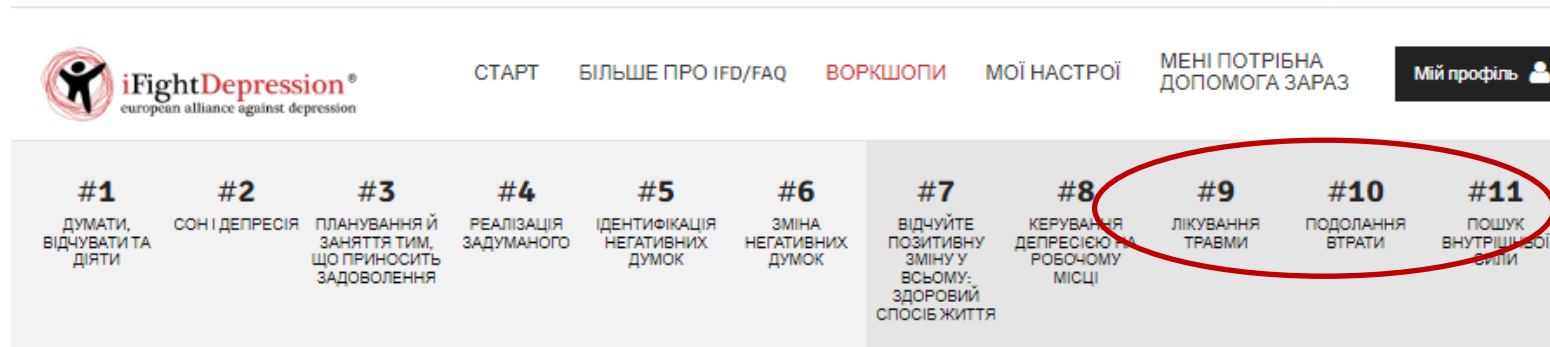 iFightDepression®
european alliance against depression
СТАРТ
БІЛЬШЕ ПРО IFD/FAQ
ВОРКШОПИ
МОЇ НАСТРОЇ
МЕНІ ПОТРІБНА
ДОПОМОГА ЗАРАЗ
Мій профіль
#1
ДУМАТИ,
ВІДЧУВАТИ ТА
ДІЯТИ
#2
СОН І ДЕПРЕСІЯ
#3
ПЛАНУВАННЯ Й
ЗАНЯТТЯ ТИМ,
ЩО ПРИНОСИТЬ
ЗАДОВОЛЕННЯ
#4
РЕАЛІЗАЦІЯ
ЗАДУМАНОГО
#5
ІДЕНТИФІКАЦІЯ
НЕГАТИВНИХ
ДУМОК
#6
ЗМІНА
НЕГАТИВНИХ
ДУМОК
#7
ВІДЧУЙТЕ
ПОЗИТИВНУ
ЗМІНУ У
ВСЬОМУ:
ЗДОРОВИЙ
СПОСІБ ЖИТТЯ
#8
КЕРУВАННЯ
ДЕПРЕСІЄЮ НА
РОБОЧОМУ
МІСЦІ
#9
ЛІКУВАННЯ
ТРАВМИ
#10
ПОДОЛАННЯ
ВТРАТИ
#11
ПОШУК
ВНУТРІШНЬОЇ
СИЛИ